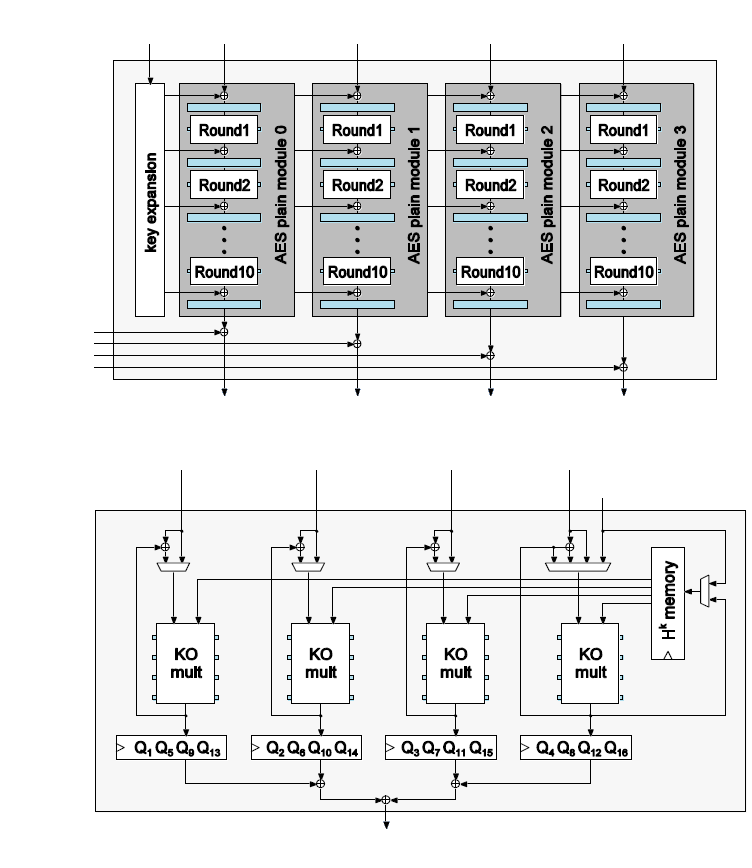 key expansion
Round1
Round2
Round10
AES plain module 0
Round1
Round2
Round10
AES plain module 1
Round1
Round2
Round10
AES plain module 2
Round1
Round2
Round10
AES plain module 3
H^k memory
KO
mult
KO
mult
KO
mult
KO
mult
Q₁ Q₅ Q₉ Q₁₃
Q₂ Q₆ Q₁₀ Q₁₄
Q₃ Q₇ Q₁₁ Q₁₅
Q₄ Q₈ Q₁₂ Q₁₆